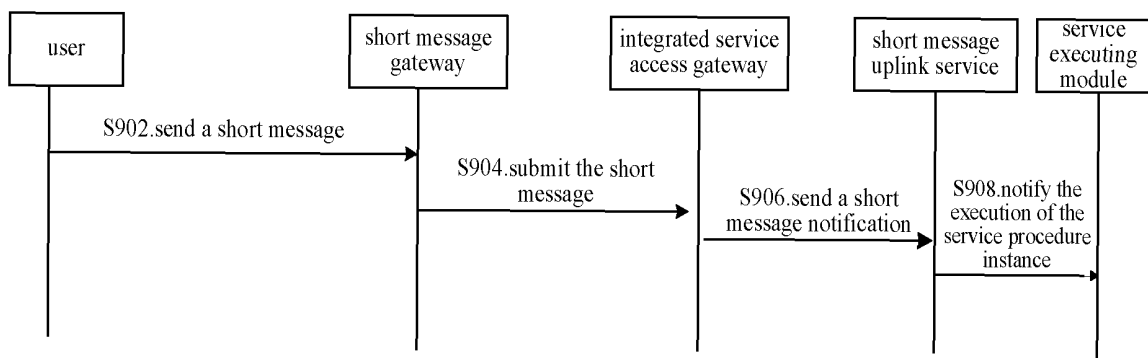 user
short message
gateway
integrated service
access gateway
short message
uplink service
service
executing
module
S902.send a short message
S904.submit the short
message
S906.send a short
message notification
S908.notify the
execution of the
service procedure
instance